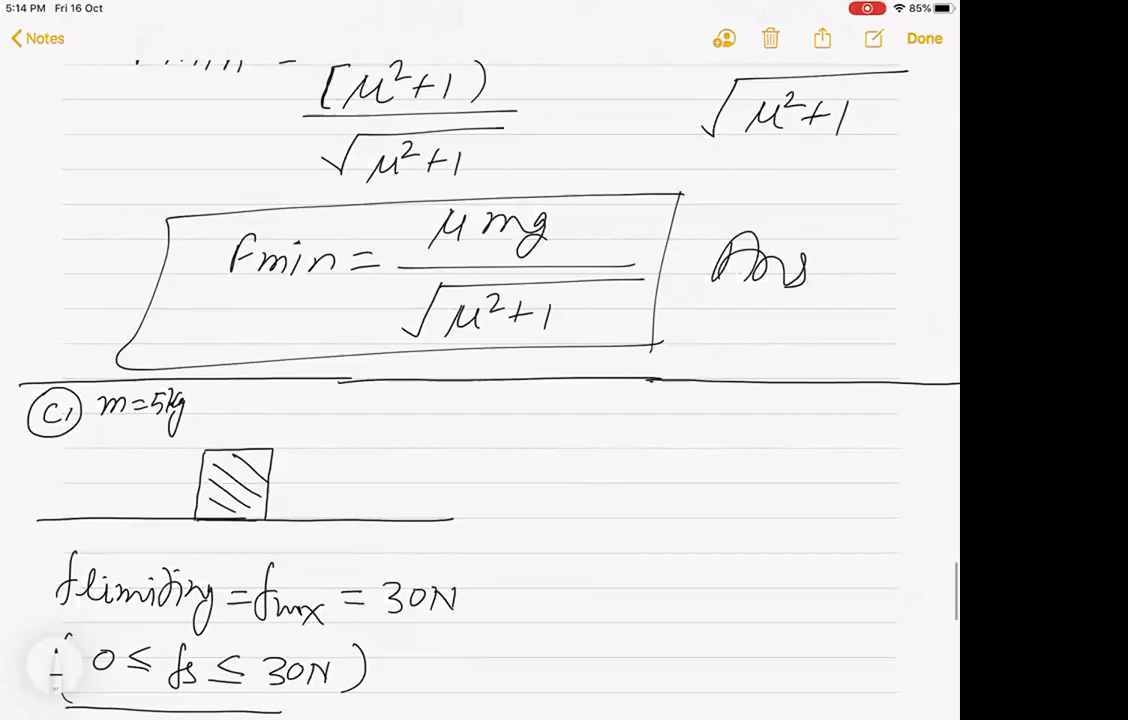 5:14 PM Fri 16 Oct
85%
Notes
Done
[μ²+1)
√μ²+1
√μ²+1
Fmin = μmg / √μ²+1 Ans
C1 m=5kg
flimiting = fmax = 30N
( 0 ≤ fs ≤ 30N )